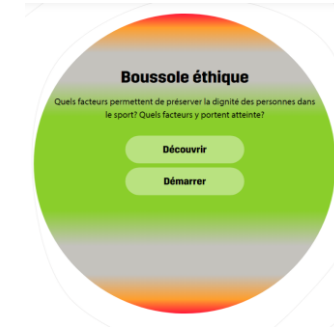 Boussole éthique
Quels facteurs permettent de préserver la dignité des personnes dans
le sport? Quels facteurs y portent atteinte?
Découvrir
Démarrer